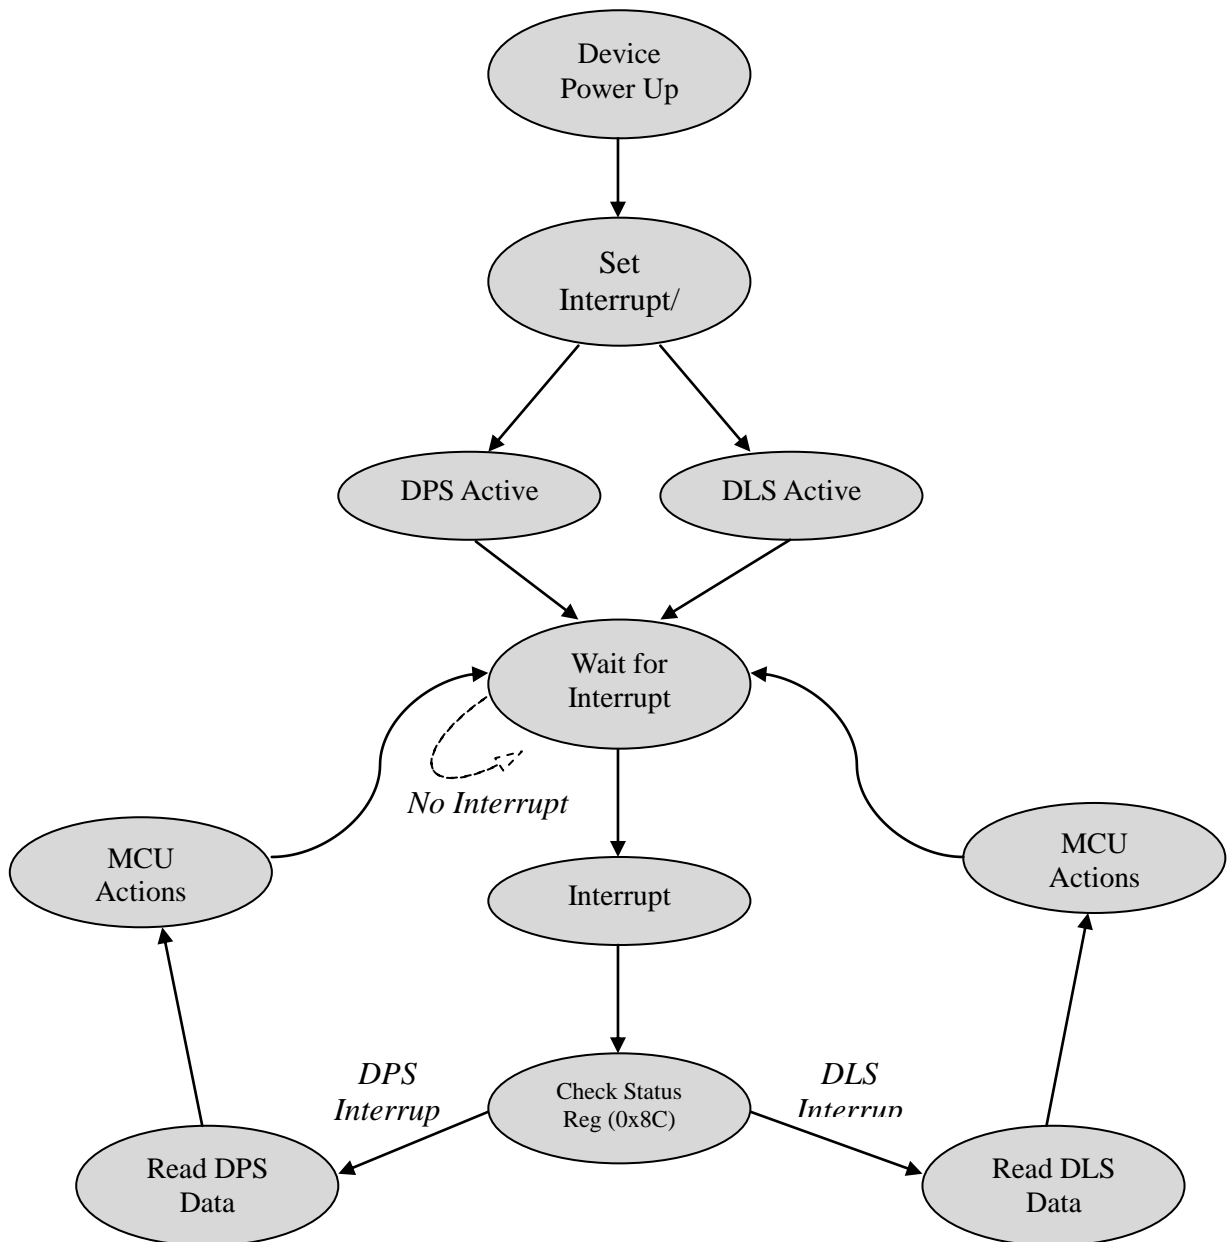 Device
Power Up
Set
Interrupt/
DPS Active
DLS Active
Wait for
Interrupt
No Interrupt
MCU
Actions
Interrupt
MCU
Actions
DPS
Interrup
Check Status
Reg (0x8C)
DLS
Interrup
Read DPS
Data
Read DLS
Data